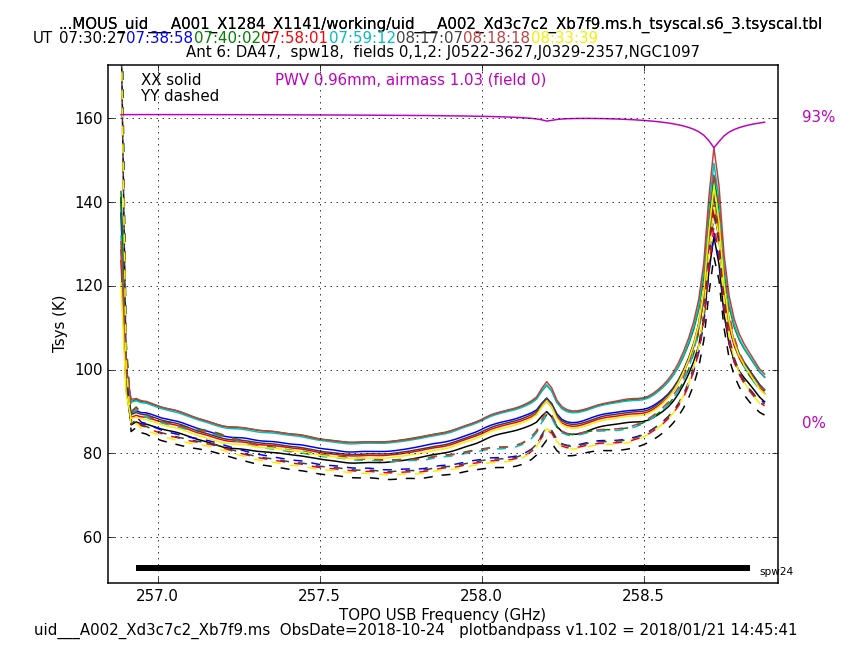 ...MOUS_uid___A001_X1284_X1141/working/uid___A002_Xd3c7c2_Xb7f9.ms.h_tsyscal.s6_3.tsyscal.tbl
UT 07:30:27 07:38:58 07:40:02 07:58:01 07:59:12 08:17:07 08:18:18 08:33:39
Ant 6: DA47,  spw18,  fields 0,1,2: J0522-3627,J0329-2357,NGC1097
XX solid
PWV 0.96mm, airmass 1.03 (field 0)
YY dashed
160
93%
140
120
Tsys (K)
100
0%
80
60
spw24
257.0 257.5 258.0 258.5
TOPO USB Frequency (GHz)
uid___A002_Xd3c7c2_Xb7f9.ms  ObsDate=2018-10-24   plotbandpass v1.102 = 2018/01/21 14:45:41